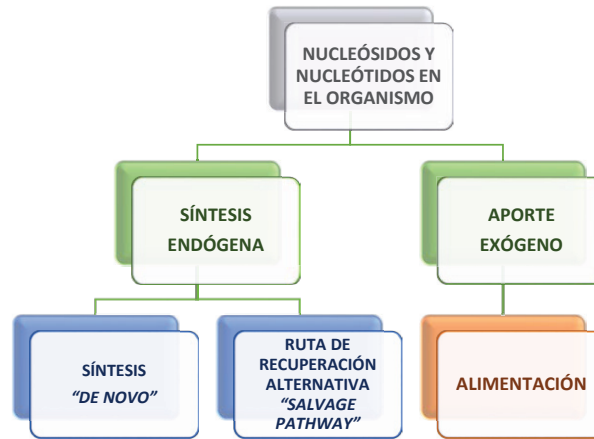 NUCLEÓSIDOS Y
NUCLEÓTIDOS EN
EL ORGANISMO
SÍNTESIS
ENDÓGENA
APORTE
EXÓGENO
SÍNTESIS
“DE NOVO”
RUTA DE
RECUPERACIÓN
ALTERNATIVA
“SALVAGE
PATHWAY”
ALIMENTACIÓN